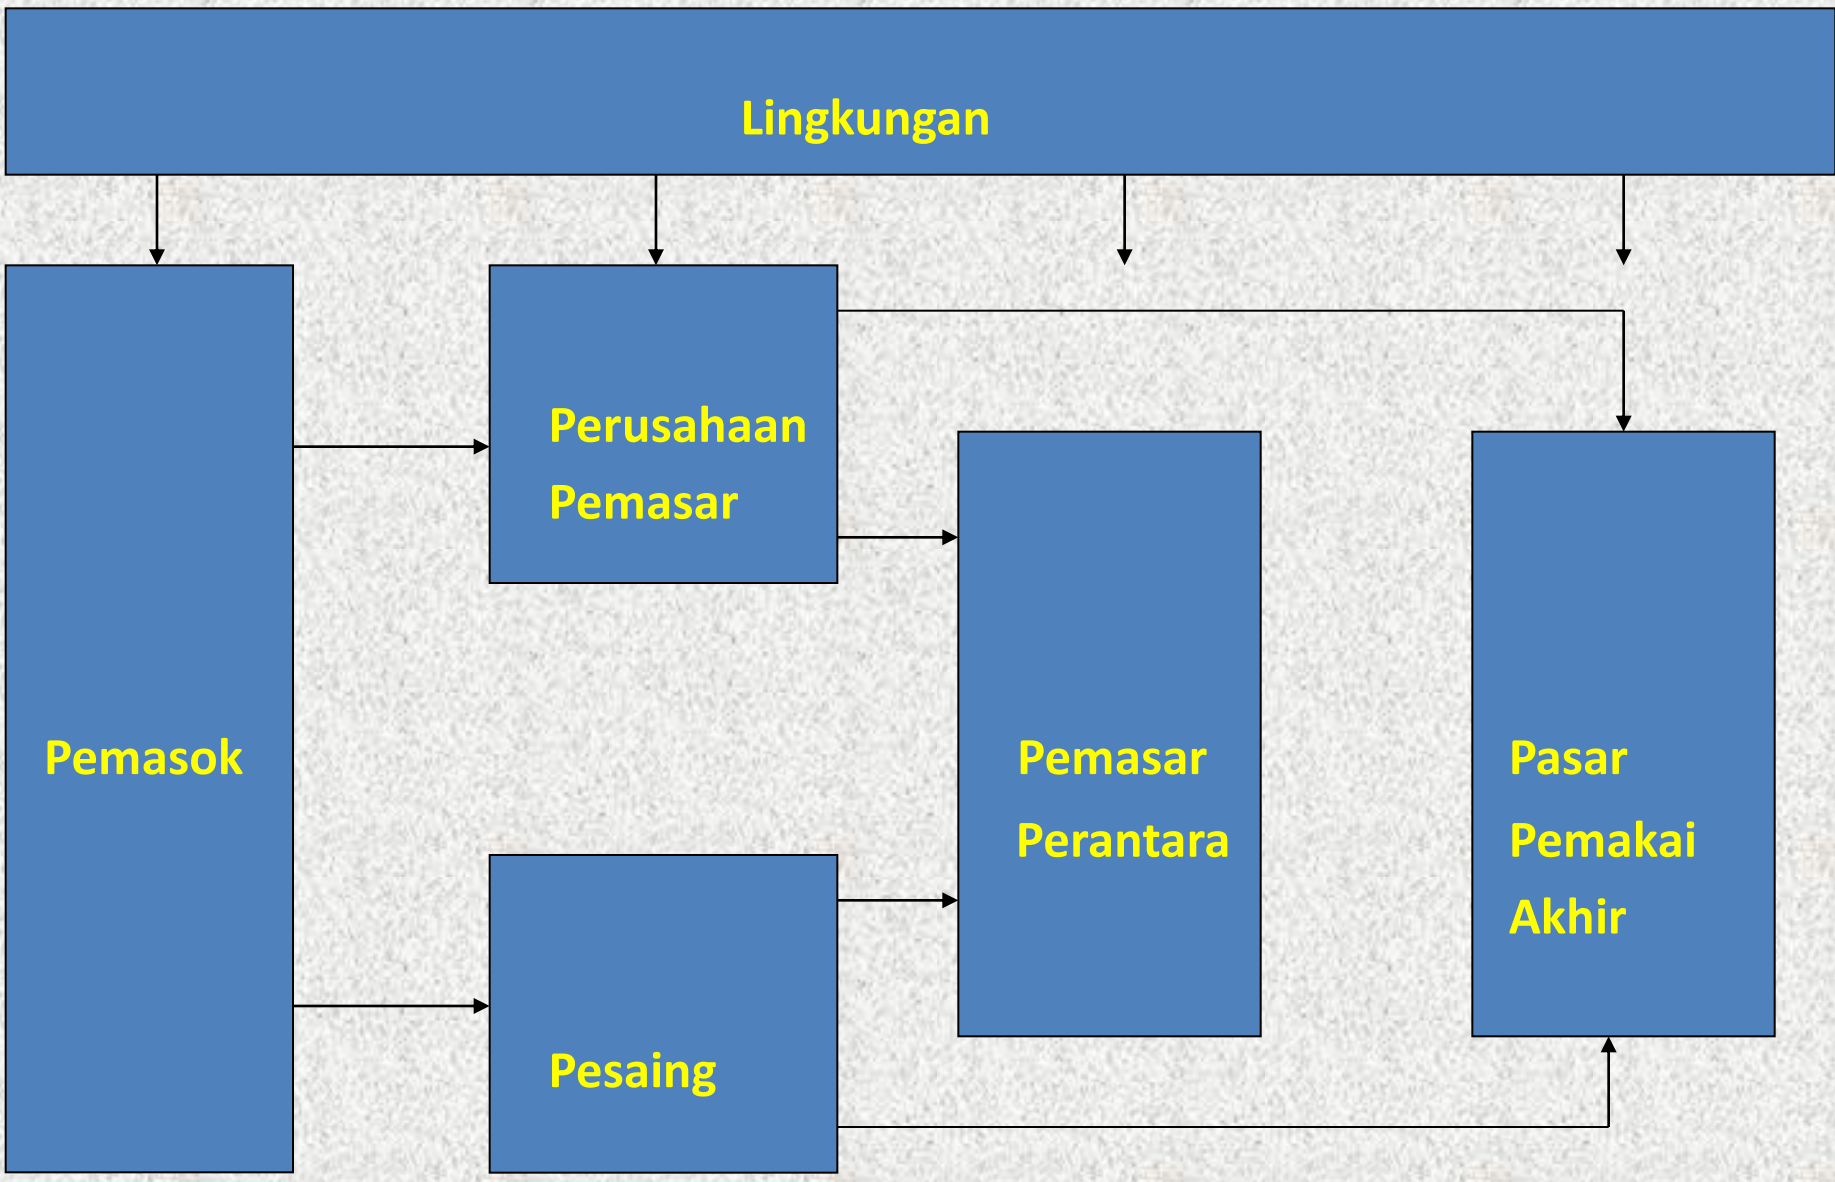 Lingkungan
Perusahaan
Pemasar
Pemasok
Pemasar
Perantara
Pasar
Pemakai
Akhir
Pesaing